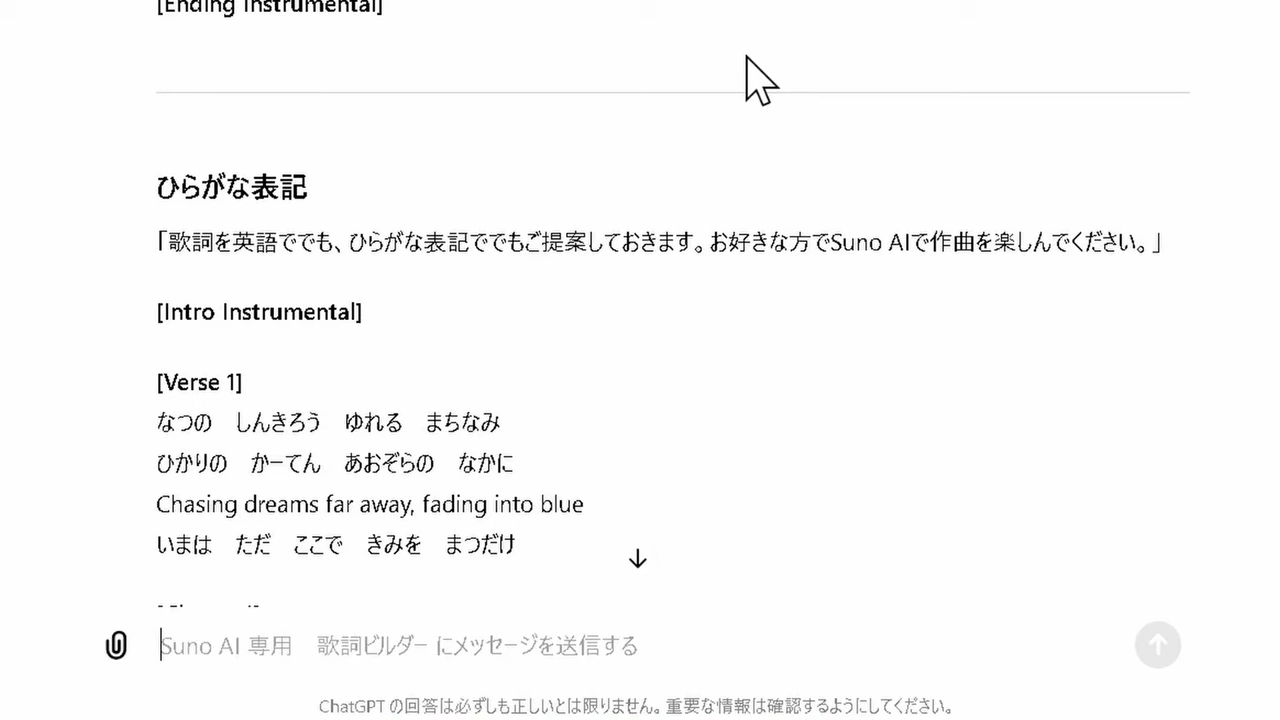 [Ending Instrumental]
ひらがな表記
「歌詞を英語ででも、ひらがな表記ででもご提案しておきます。お好きな方でSuno AIで作曲を楽しんでください。」
[Intro Instrumental]
[Verse 1]
なつの　しんきろう　ゆれる　まちなみ
ひかりの　かーてん　あおぞらの　なかに
Chasing dreams far away, fading into blue
いまは　ただ　ここで　きみを　まつだけ
Suno AI 専用　歌詞ビルダー にメッセージを送信する
ChatGPT の回答は必ずしも正しいとは限りません。重要な情報は確認するようにしてください。